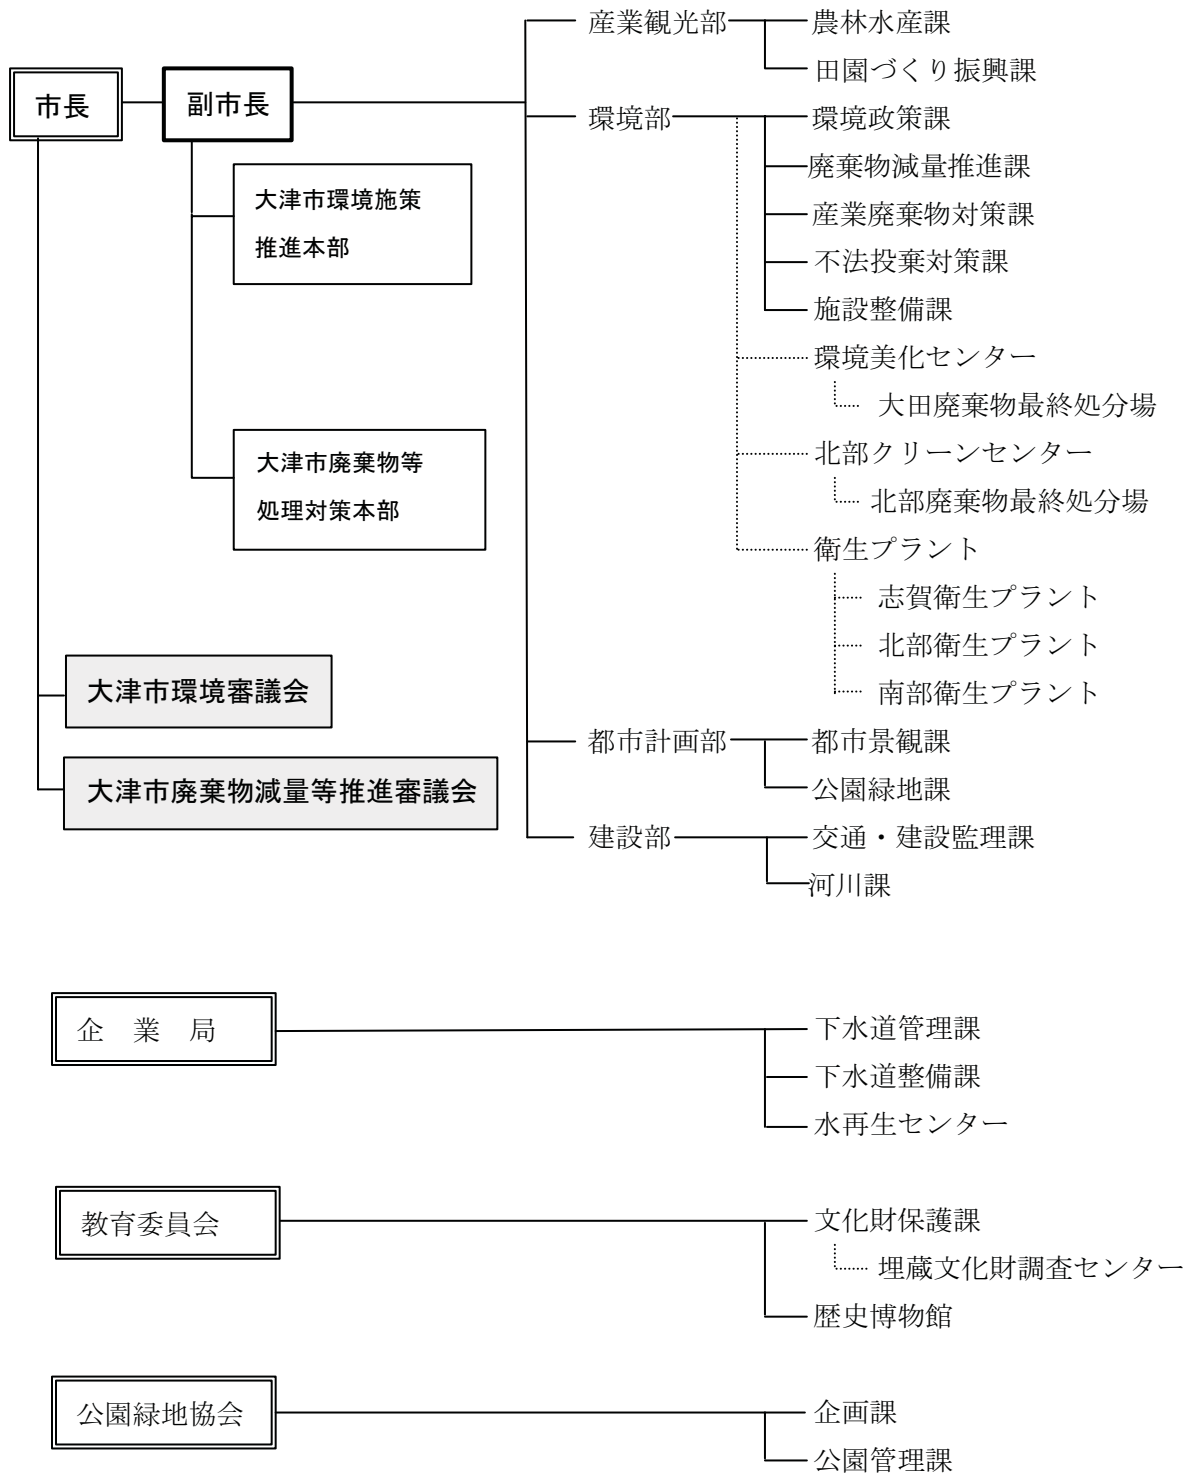 産業観光部
農林水産課
田園づくり振興課
市長
副市長
環境部
環境政策課
廃棄物減量推進課
産業廃棄物対策課
不法投棄対策課
施設整備課
大津市環境施策
推進本部
環境美化センター
大田廃棄物最終処分場
北部クリーンセンター
北部廃棄物最終処分場
大津市廃棄物等
処理対策本部
衛生プラント
志賀衛生プラント
北部衛生プラント
南部衛生プラント
大津市環境審議会
大津市廃棄物減量等推進審議会
都市計画部
都市景観課
公園緑地課
建設部
交通・建設監理課
河川課
企 業 局
下水道管理課
下水道整備課
水再生センター
教育委員会
文化財保護課
埋蔵文化財調査センター
歴史博物館
公園緑地協会
企画課
公園管理課